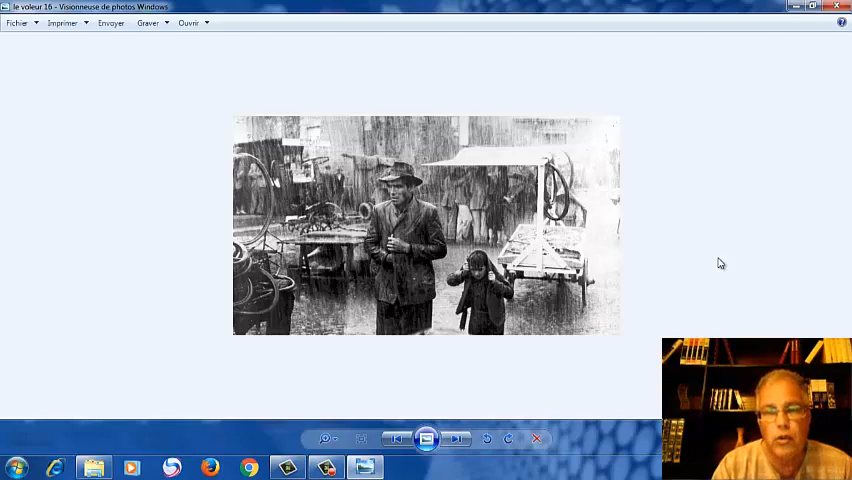 le voleur 16 - Visionneuse de photos Windows
Fichier Imprimer Envoyer Graver Ouvrir